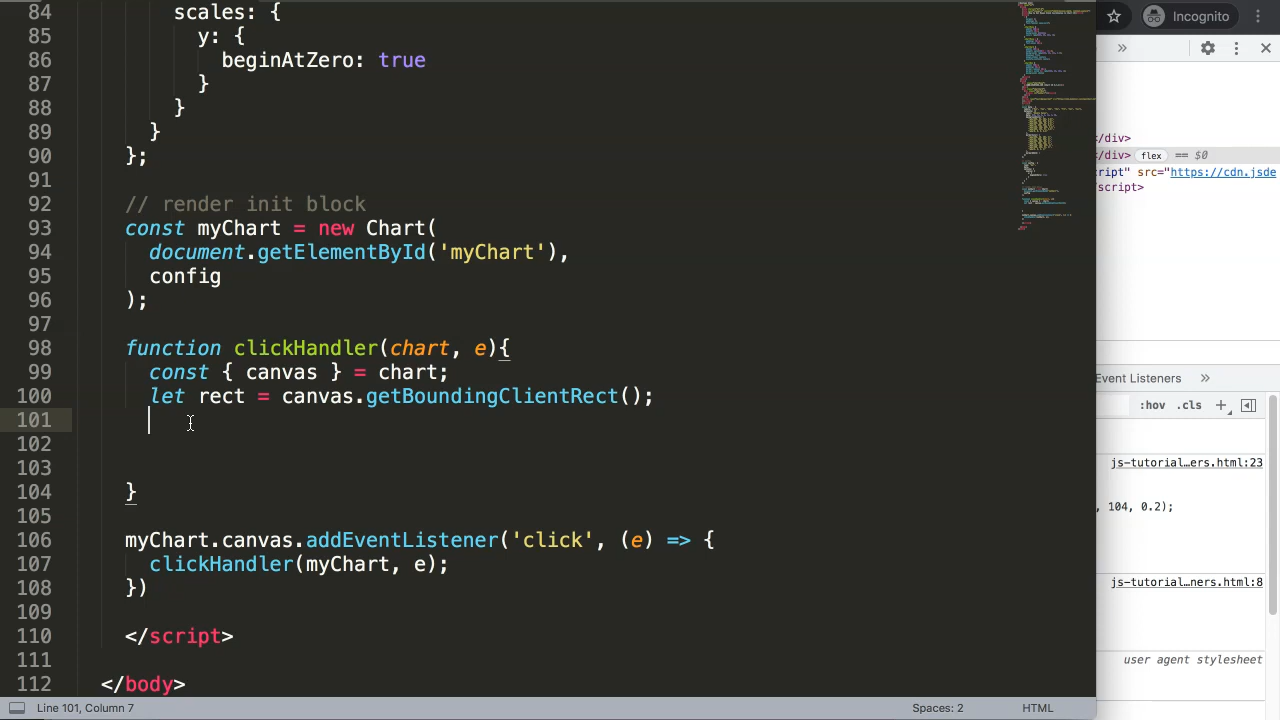 84 scales: {
85 y: {
86 beginAtZero: true
87 }
88 }
89 }
90 };
91
92 // render init block
93 const myChart = new Chart(
94 document.getElementById('myChart'),
95 config
96 );
97
98 function clickHandler(chart, e){
99 const { canvas } = chart;
100 let rect = canvas.getBoundingClientRect();
101
102
103
104 }
105
106 myChart.canvas.addEventListener('click', (e) => {
107 clickHandler(myChart, e);
108 })
109
110 </script>
111
112 </body>
Line 101, Column 7
Spaces: 2
HTML
Incognito
»
</div>
</div> flex == $0
ript" src="https://cdn.jsde
script>
Event Listeners »
:hov .cls +
js-tutorial…ers.html:23
, 104, 0.2);
js-tutorial…ners.html:8
user agent stylesheet